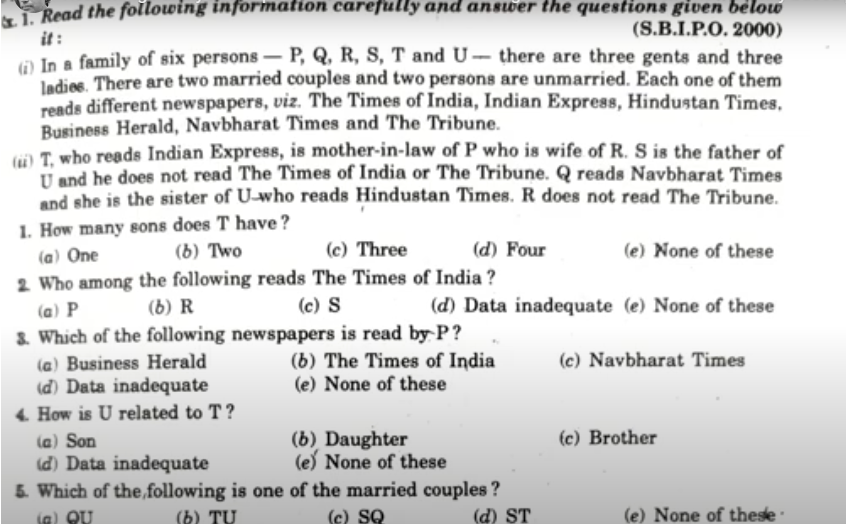 x. 1. Read the following information carefully and answer the questions given below
it : (S.B.I.P.O. 2000)
(i) In a family of six persons — P, Q, R, S, T and U — there are three gents and three
ladies. There are two married couples and two persons are unmarried. Each one of them
reads different newspapers, viz. The Times of India, Indian Express, Hindustan Times,
Business Herald, Navbharat Times and The Tribune.
(ii) T, who reads Indian Express, is mother-in-law of P who is wife of R. S is the father of
U and he does not read The Times of India or The Tribune. Q reads Navbharat Times
and she is the sister of U who reads Hindustan Times. R does not read The Tribune.
1. How many sons does T have ?
(a) One (b) Two (c) Three (d) Four (e) None of these
2. Who among the following reads The Times of India ?
(a) P (b) R (c) S (d) Data inadequate (e) None of these
3. Which of the following newspapers is read by P ?
(a) Business Herald (b) The Times of India (c) Navbharat Times
(d) Data inadequate (e) None of these
4. How is U related to T ?
(a) Son (b) Daughter (c) Brother
(d) Data inadequate (e) None of these
5. Which of the following is one of the married couples ?
(a) QU (b) TU (c) SQ (d) ST (e) None of these